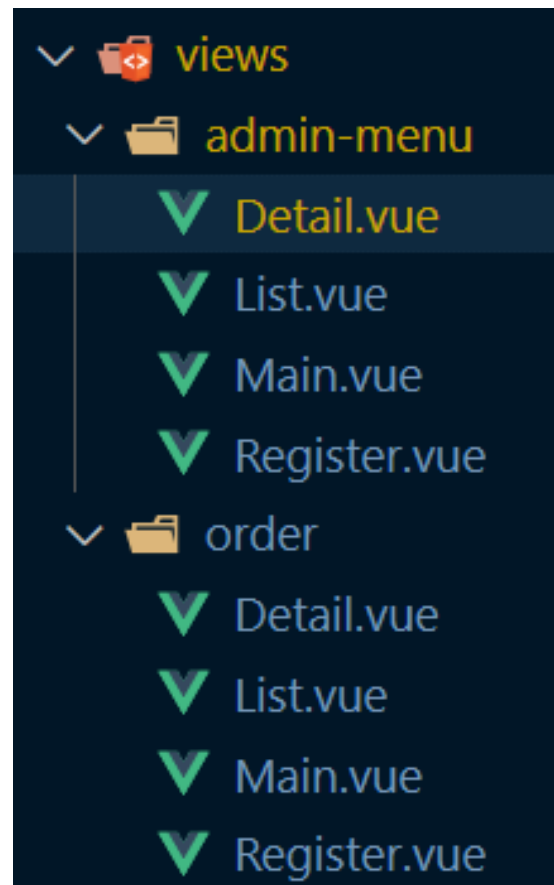 views
admin-menu
Detail.vue
List.vue
Main.vue
Register.vue
order
Detail.vue
List.vue
Main.vue
Register.vue